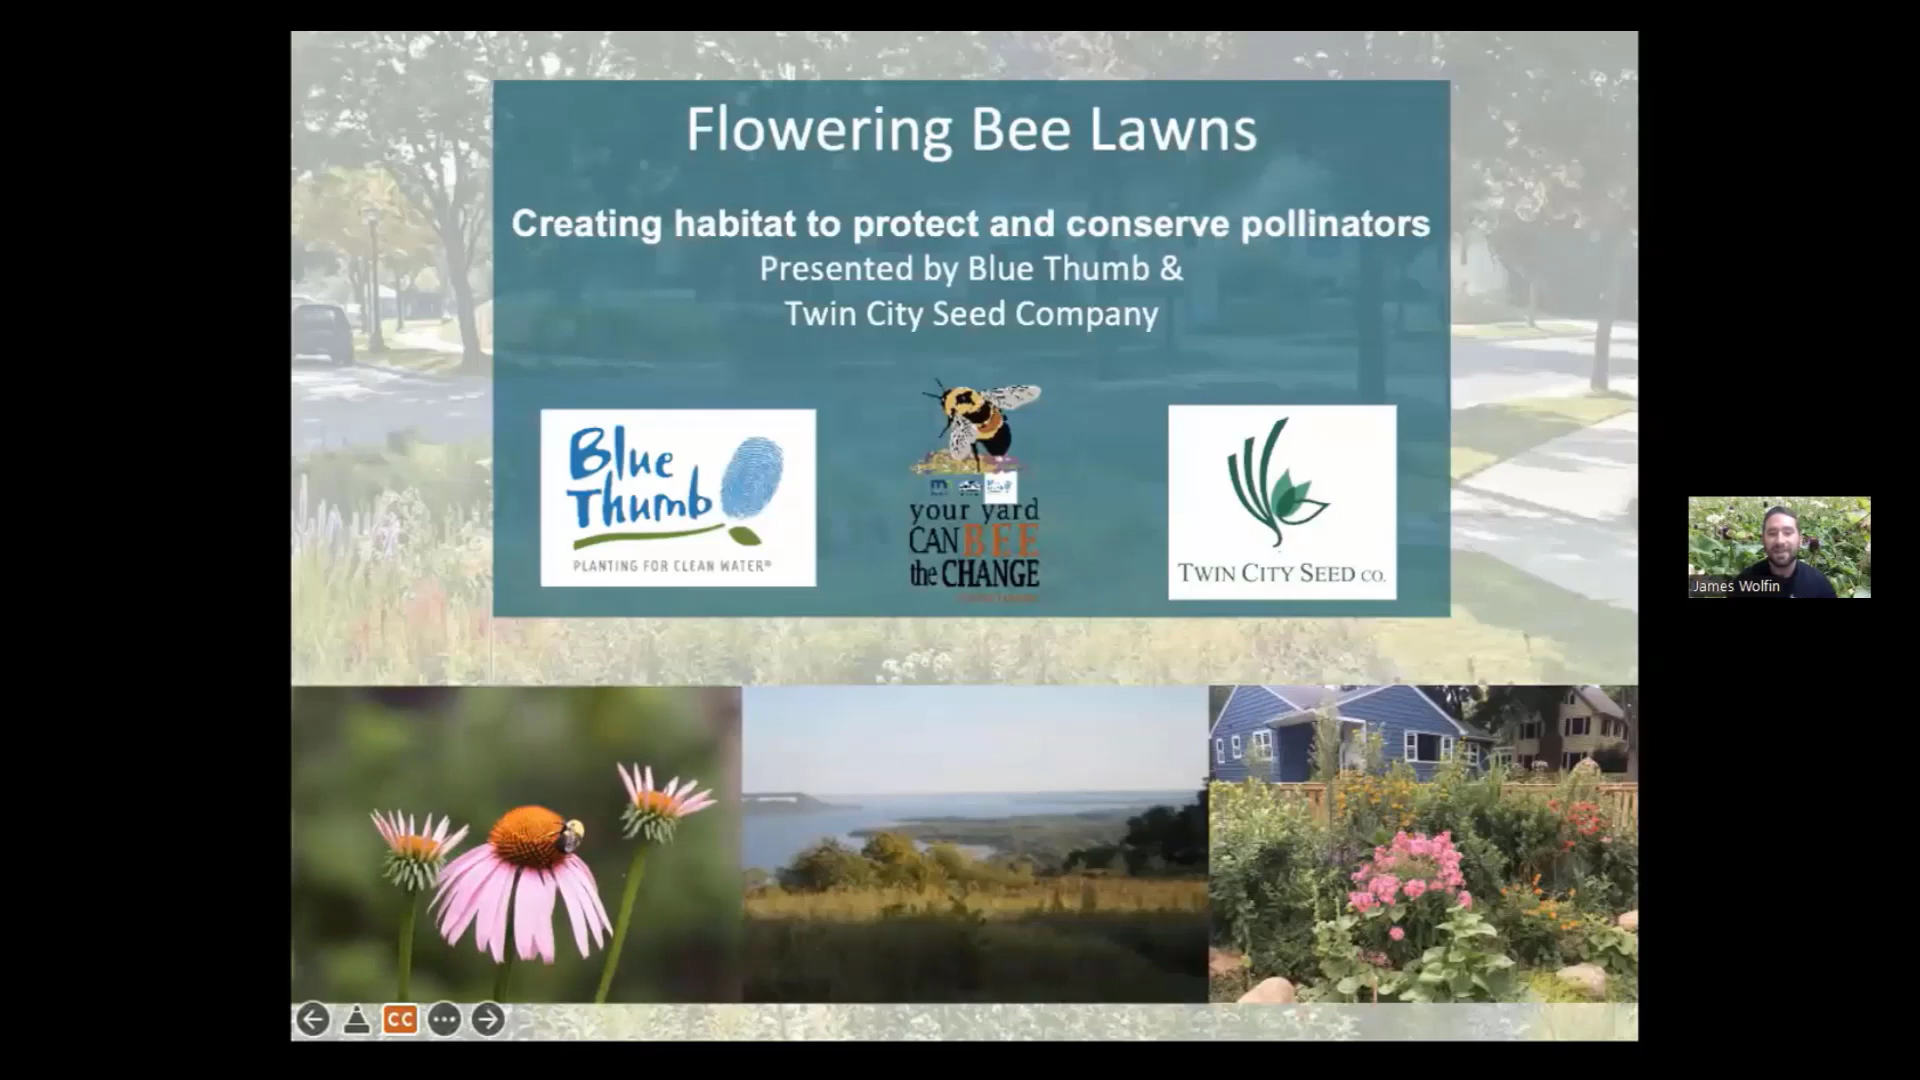 Flowering Bee Lawns
Creating habitat to protect and conserve pollinators
Presented by Blue Thumb &
Twin City Seed Company
Blue
Thumb
PLANTING FOR CLEAN WATER®
your yard
CAN BEE
the CHANGE
TWIN CITY SEED CO.
James Wolfin
CC